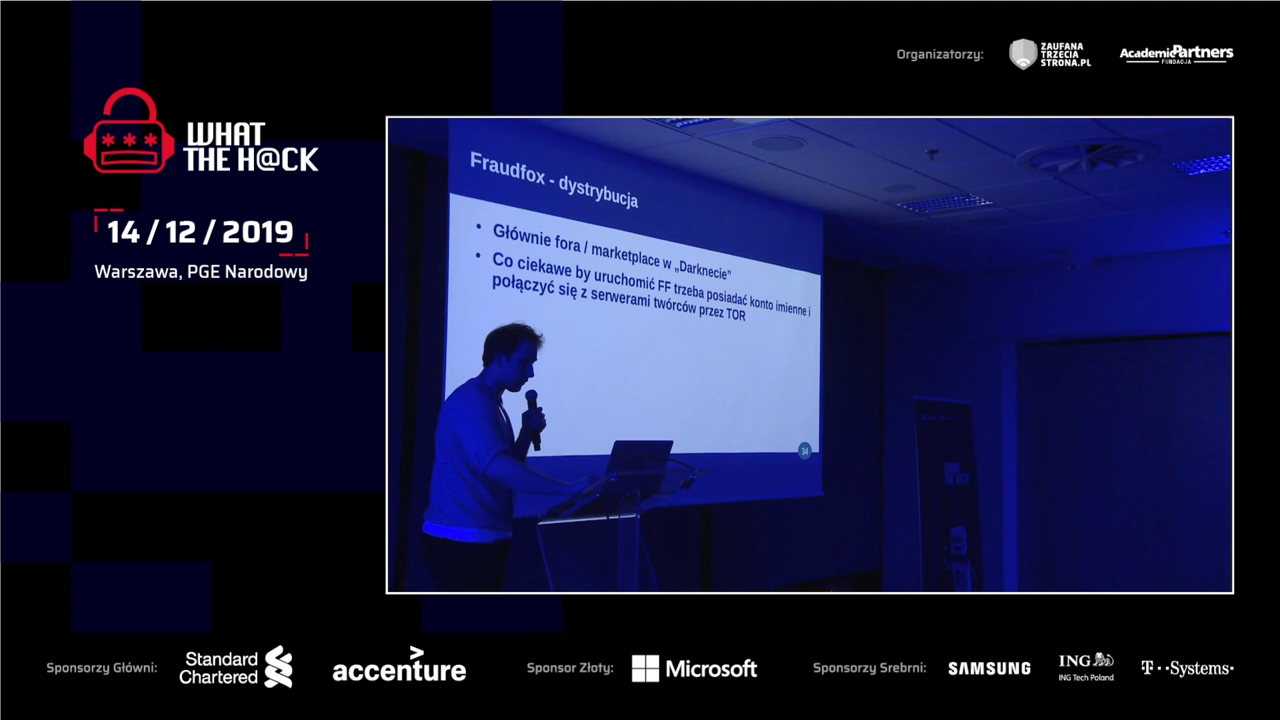 Organizatorzy:
ZAUFANA
TRZECIA
STRONA.PL
AcademicPartners
FUNDACJA
WHAT
THE H@CK
14 / 12 / 2019
Warszawa, PGE Narodowy
Fraudfox - dystrybucja
• Głównie fora / marketplace w „Darknecie”
• Co ciekawe by uruchomić FF trzeba posiadać konto imienne i
połączyć się z serwerami twórców przez TOR
34
Sponsorzy Główni:
Standard
Chartered
accenture
Sponsor Złoty:
Microsoft
Sponsorzy Srebrni:
SAMSUNG
ING
ING Tech Poland
T··Systems·